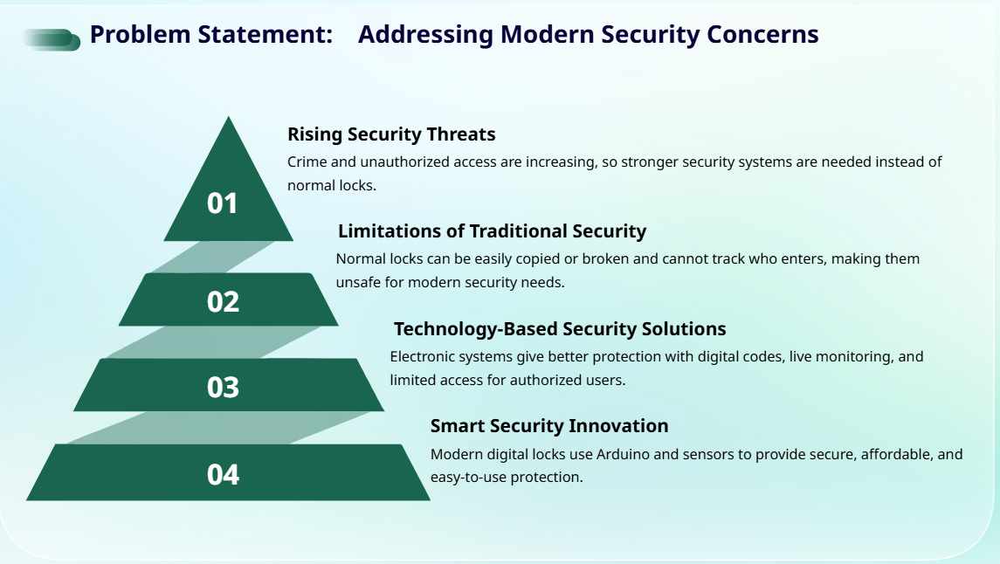 Problem Statement: Addressing Modern Security Concerns
01
Rising Security Threats
Crime and unauthorized access are increasing, so stronger security systems are needed instead of
normal locks.
02
Limitations of Traditional Security
Normal locks can be easily copied or broken and cannot track who enters, making them
unsafe for modern security needs.
03
Technology-Based Security Solutions
Electronic systems give better protection with digital codes, live monitoring, and
limited access for authorized users.
04
Smart Security Innovation
Modern digital locks use Arduino and sensors to provide secure, affordable, and
easy-to-use protection.